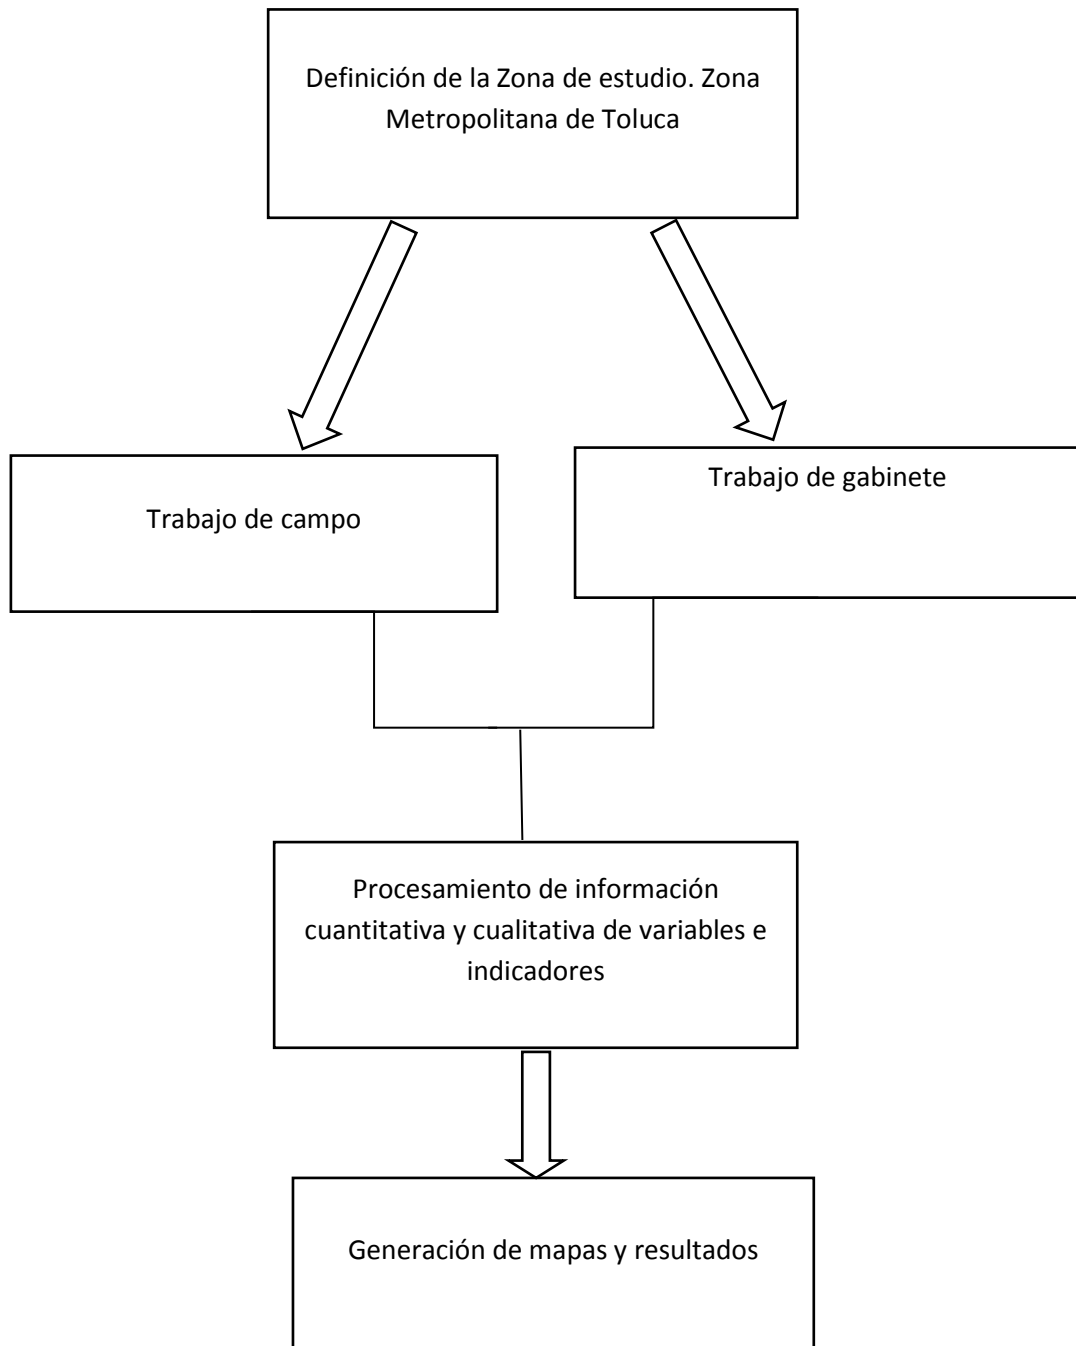 Definición de la Zona de estudio. Zona
Metropolitana de Toluca
Trabajo de campo
Trabajo de gabinete
Procesamiento de información
cuantitativa y cualitativa de variables e
indicadores
Generación de mapas y resultados